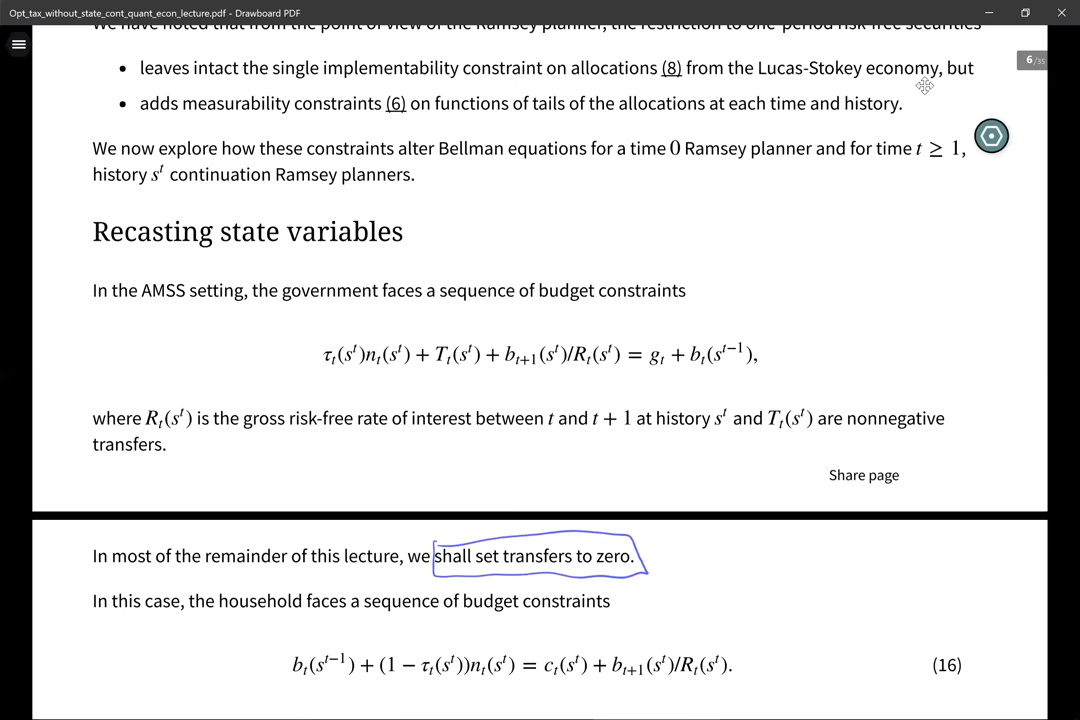 Opt_tax_without_state_cont_quant_econ_lecture.pdf - Drawboard PDF
We have noted that from the point of view of the Ramsey planner, the restriction to one-period risk-free securities
6 /35
• leaves intact the single implementability constraint on allocations (8) from the Lucas-Stokey economy, but
• adds measurability constraints (6) on functions of tails of the allocations at each time and history.
We now explore how these constraints alter Bellman equations for a time 0 Ramsey planner and for time t ≥ 1,
history s^t continuation Ramsey planners.
Recasting state variables
In the AMSS setting, the government faces a sequence of budget constraints
τ_t(s^t)n_t(s^t) + T_t(s^t) + b_{t+1}(s^t)/R_t(s^t) = g_t + b_t(s^{t−1}),
where R_t(s^t) is the gross risk-free rate of interest between t and t + 1 at history s^t and T_t(s^t) are nonnegative
transfers.
Share page
In most of the remainder of this lecture, we shall set transfers to zero.
In this case, the household faces a sequence of budget constraints
b_t(s^{t−1}) + (1 − τ_t(s^t))n_t(s^t) = c_t(s^t) + b_{t+1}(s^t)/R_t(s^t). (16)